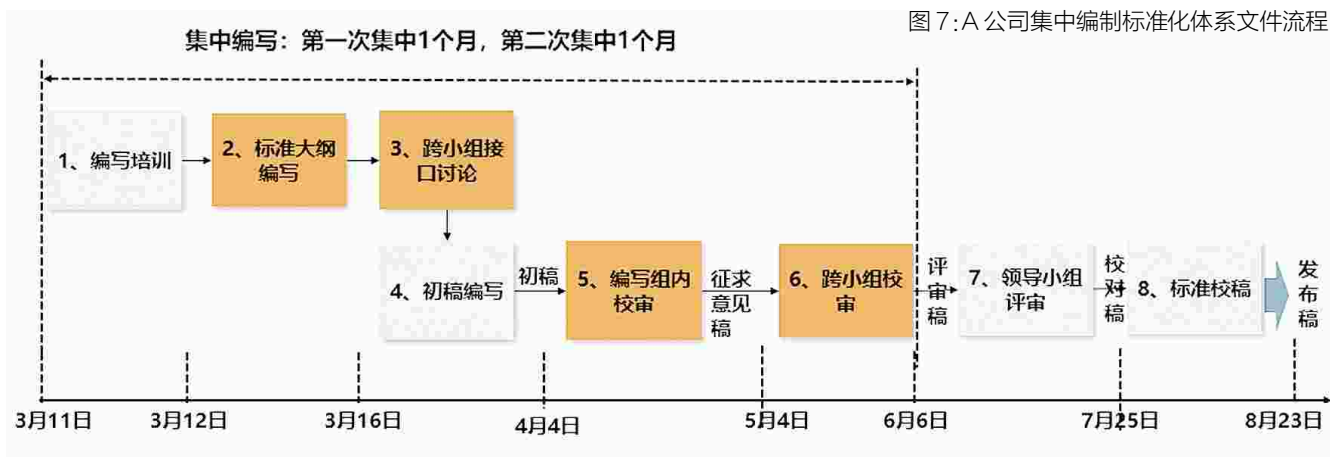 图 7:A 公司集中编制标准化体系文件流程
集中编写：第一次集中1个月，第二次集中1个月
1、编写培训
2、标准大纲
编写
3、跨小组接
口讨论
4、初稿编写
初稿
5、编写组内
校审
征求
意见
稿
6、跨小组校
审
评
审
稿
7、领导小组
评审
校
对
稿
8、标准校稿
发
布
稿
3月11日
3月12日
3月16日
4月4日
5月4日
6月6日
7月25日
8月23日